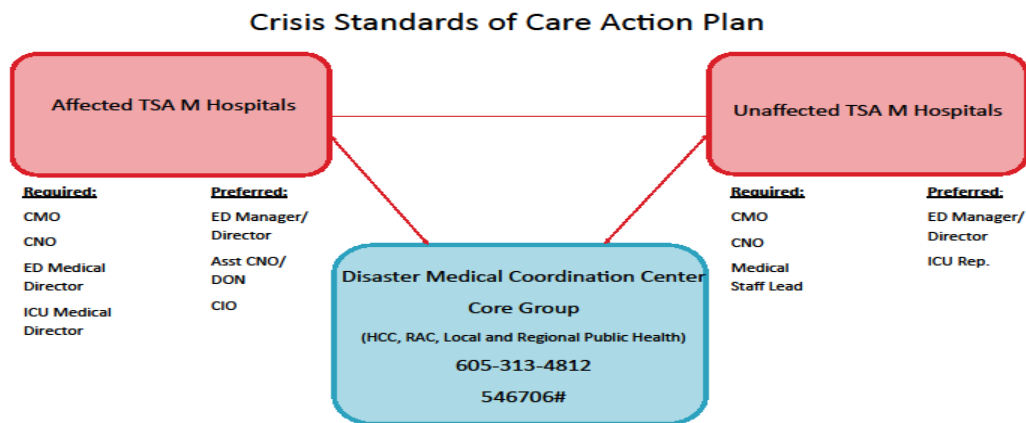 Crisis Standards of Care Action Plan
Affected TSA M Hospitals
Required:
CMO
CNO
ED Medical
Director
ICU Medical
Director
Preferred:
ED Manager/
Director
Asst CNO/
DON
CIO
Unaffected TSA M Hospitals
Required:
CMO
CNO
Medical
Staff Lead
Preferred:
ED Manager/
Director
ICU Rep.
Disaster Medical Coordination Center
Core Group
(HCC, RAC, Local and Regional Public Health)
605-313-4812
546706#